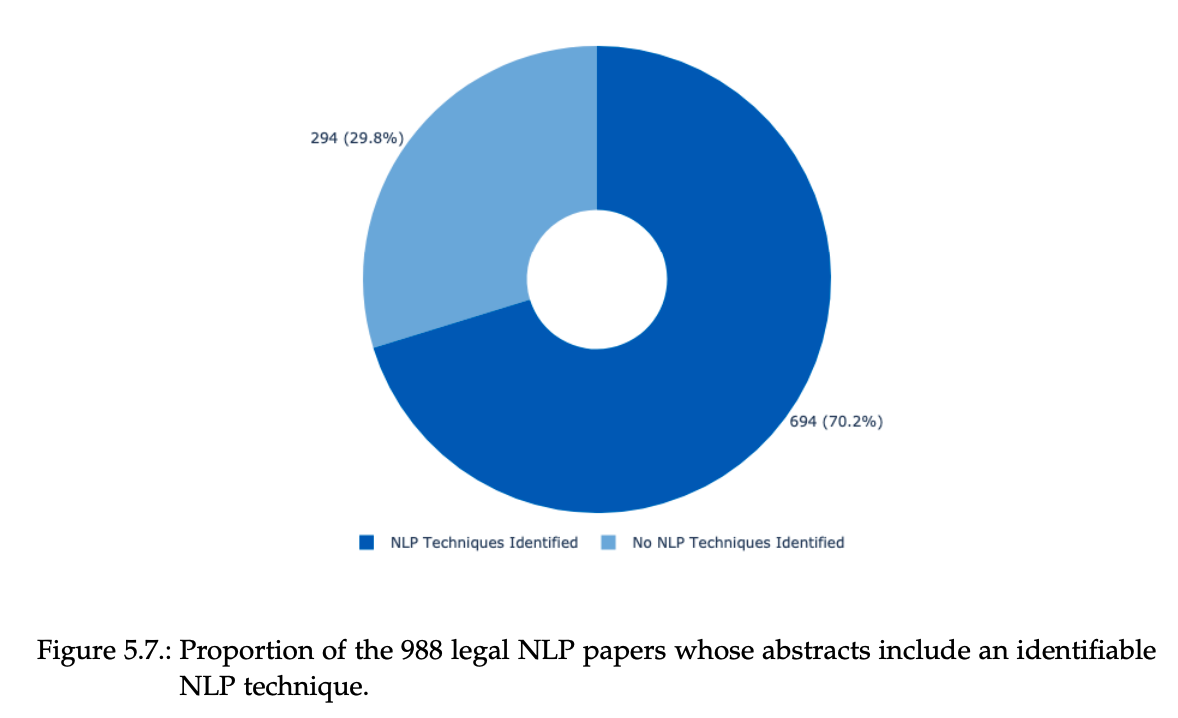 294 (29.8%)
694 (70.2%)
NLP Techniques Identified No NLP Techniques Identified
Figure 5.7.: Proportion of the 988 legal NLP papers whose abstracts include an identifiable
NLP technique.